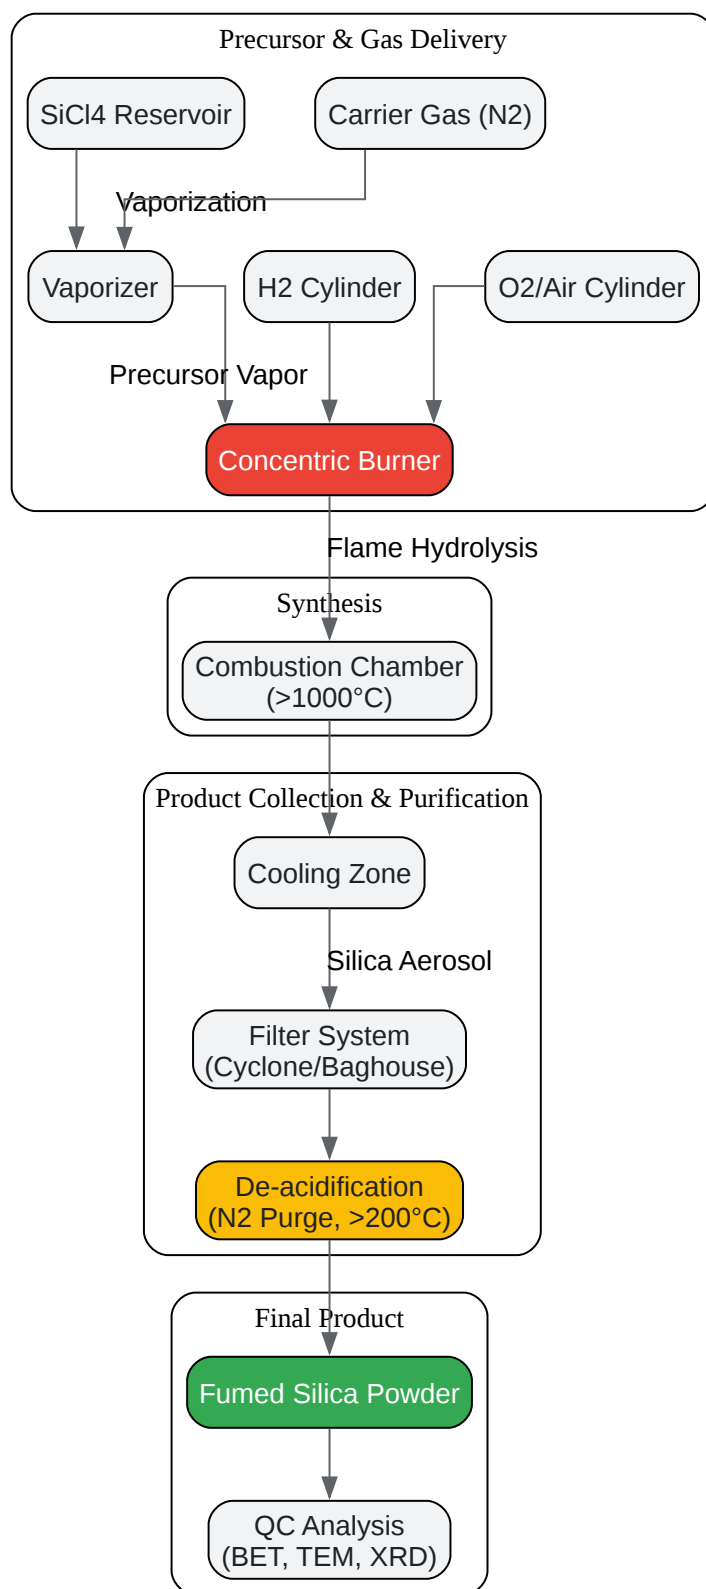 Precursor & Gas Delivery
SiCl4 Reservoir
Carrier Gas (N2)
Vaporization
Vaporizer
H2 Cylinder
O2/Air Cylinder
Precursor Vapor
Concentric Burner
Flame Hydrolysis
Synthesis
Combustion Chamber
(>1000°C)
Product Collection & Purification
Cooling Zone
Silica Aerosol
Filter System
(Cyclone/Baghouse)
De-acidification
(N2 Purge, >200°C)
Final Product
Fumed Silica Powder
QC Analysis
(BET, TEM, XRD)